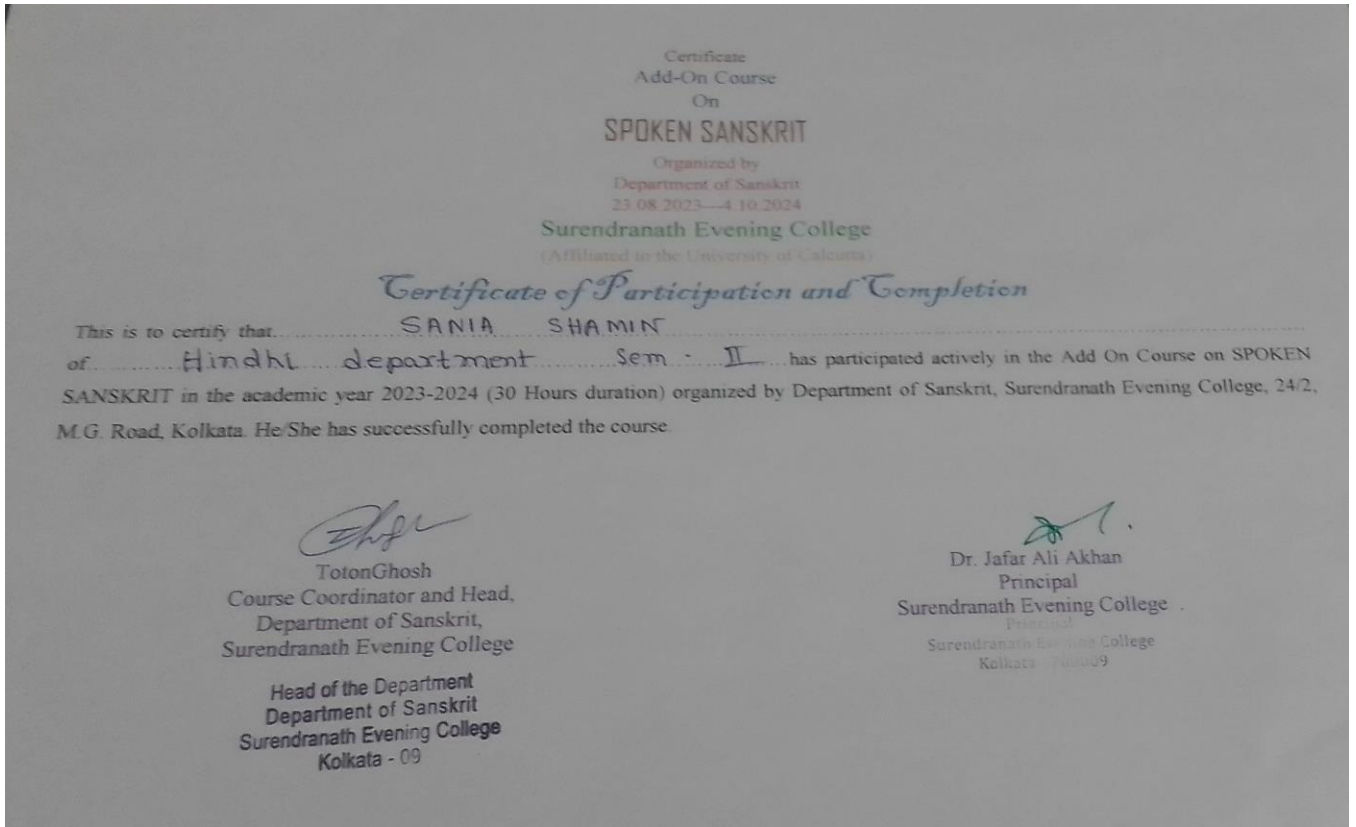 Certificate
Add-On Course
On
SPOKEN SANSKRIT
Organized by
Department of Sanskrit
23.08.2023—4.10.2024
Surendranath Evening College
(Affiliated to the University of Calcutta)
Certificate of Participation and Completion
This is to certify that SANIA SHAMIN
of Hindhi department Sem - II has participated actively in the Add On Course on SPOKEN
SANSKRIT in the academic year 2023-2024 (30 Hours duration) organized by Department of Sanskrit, Surendranath Evening College, 24/2,
M.G. Road, Kolkata. He/She has successfully completed the course.
TotonGhosh
Course Coordinator and Head,
Department of Sanskrit,
Surendranath Evening College
Head of the Department
Department of Sanskrit
Surendranath Evening College
Kolkata - 09
Dr. Jafar Ali Akhan
Principal
Surendranath Evening College
Principal
Surendranath Evening College
Kolkata - 700009